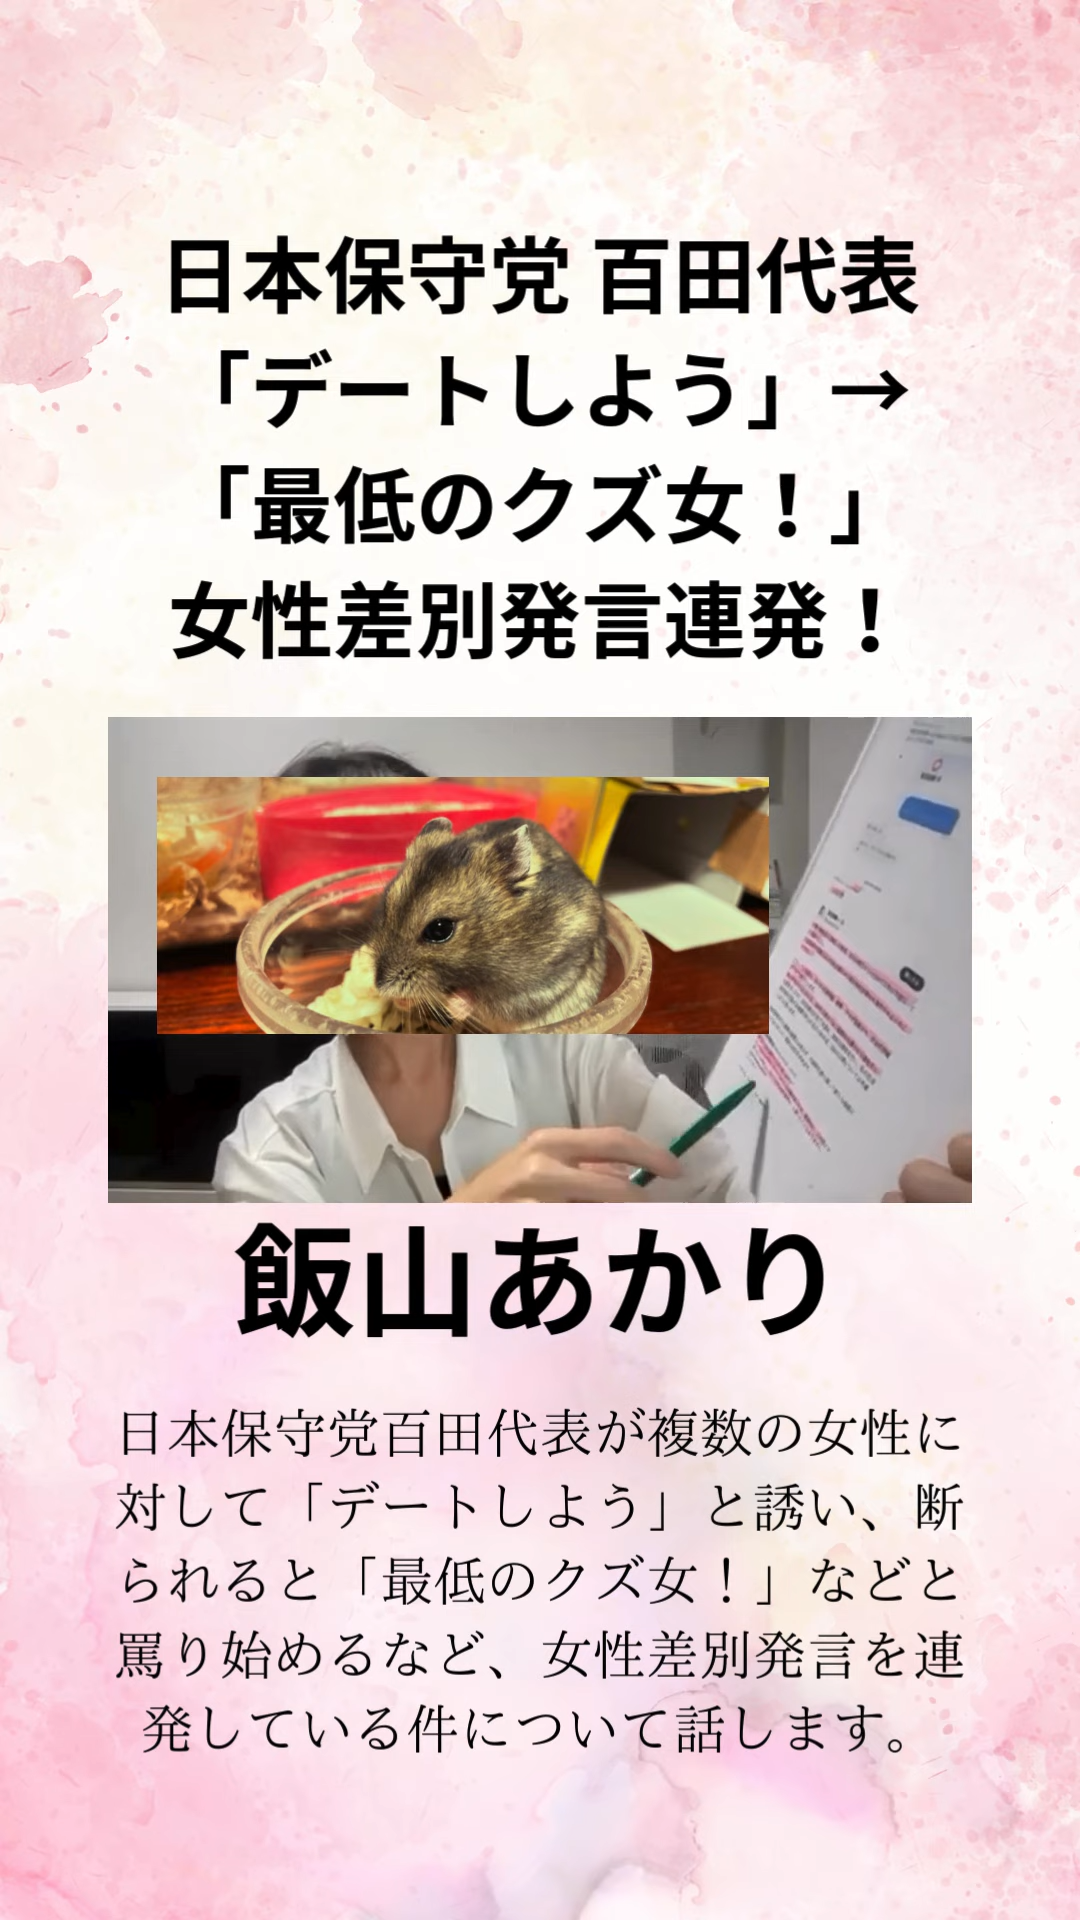 日本保守党 百田代表
「デートしよう」→
「最低のクズ女！」
女性差別発言連発！
飯山あかり
日本保守党百田代表が複数の女性に
対して「デートしよう」と誘い、断
られると「最低のクズ女！」などと
罵り始めるなど、女性差別発言を連
発している件について話します。